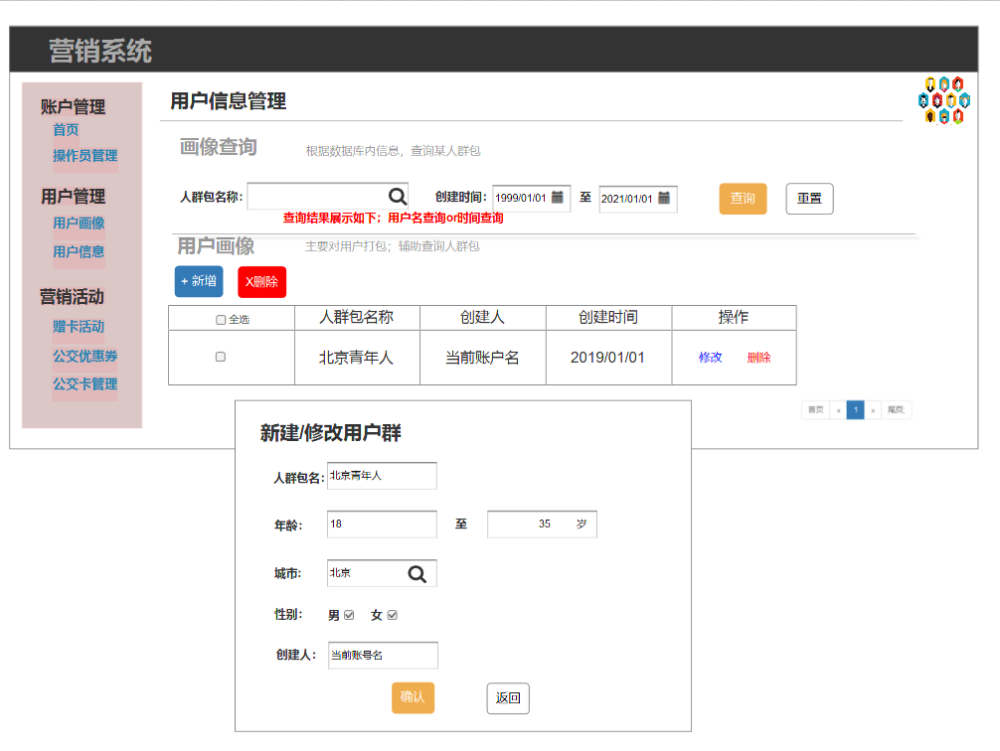 营销系统
账户管理
首页
操作员管理
用户管理
用户画像
用户信息
营销活动
赠卡活动
公交优惠券
公交卡管理
用户信息管理
画像查询 根据数据库内信息，查询某人群包
人群包名称: 创建时间: 1999/01/01 至 2021/01/01 查询 重置
查询结果展示如下；用户名查询or时间查询
用户画像 主要对用户打包；辅助查询人群包
+ 新增 X删除
全选 人群包名称 创建人 创建时间 操作
北京青年人 当前账户名 2019/01/01 修改 删除
首页 « 1 » 尾页
新建/修改用户群
人群包名: 北京青年人
年龄: 18 至 35 岁
城市: 北京
性别: 男 女
创建人: 当前账号名
确认 返回